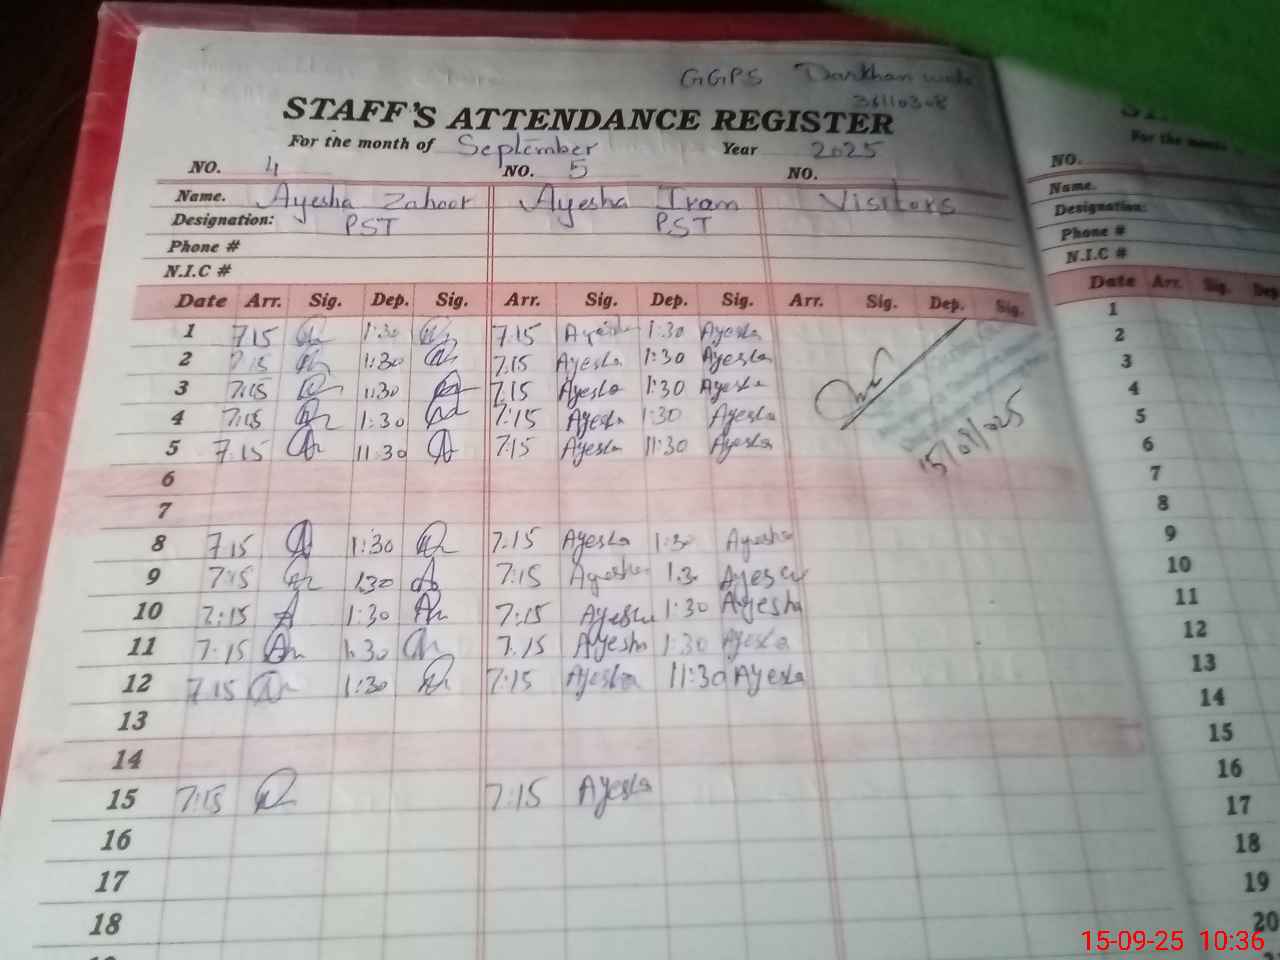 GGPS Darkhan wala
36110308
STAFF'S ATTENDANCE REGISTER
For the month of September Year 2025
NO. 4 NO. 5 NO.
Name. Ayesha Zahoor Ayesha Iram Visitors
Designation: PST PST
Phone #
N.I.C #
Date Arr. Sig. Dep. Sig. Arr. Sig. Dep. Sig. Arr. Sig. Dep. Sig.
1 7:15 1:30 7:15 Ayesha 1:30 Ayesha
2 7:15 1:30 7:15 Ayesha 1:30 Ayesha
3 7:15 1:30 7:15 Ayesha 1:30 Ayesha
4 7:15 1:30 7:15 Ayesha 1:30 Ayesha
5 7:15 11:30 7:15 Ayesha 11:30 Ayesha
15/09/2025
6
7
8 7:15 1:30 7:15 Ayesha 1:30 Ayesha
9 7:15 1:30 7:15 Ayesha 1:3 Ayesha
10 7:15 1:30 7:15 Ayesha 1:30 Ayesha
11 7:15 1:30 7:15 Ayesha 1:30 Ayesha
12 7:15 1:30 7:15 Ayesha 11:30 Ayesha
13
14
15 7:15 7:15 Ayesha
16
17
18
For the month
NO.
Name.
Designation:
Phone #
N.I.C #
Date Arr. Sig. Dep
1
2
3
4
5
6
7
8
9
10
11
12
13
14
15
16
17
18
19
20
15-09-25 10:36